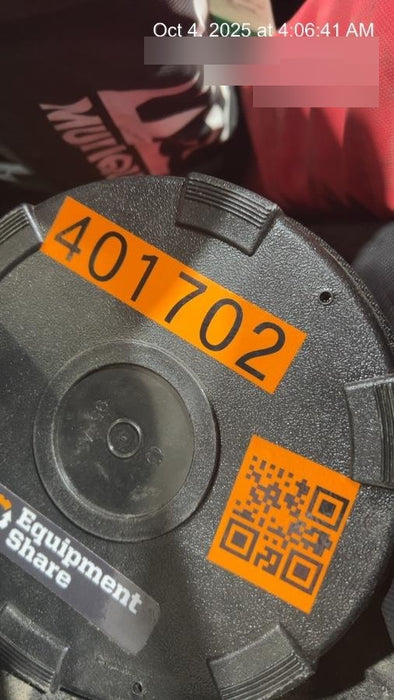 Oct 4, 2025 at 4:06:41 AM
401702
Equipment
Share